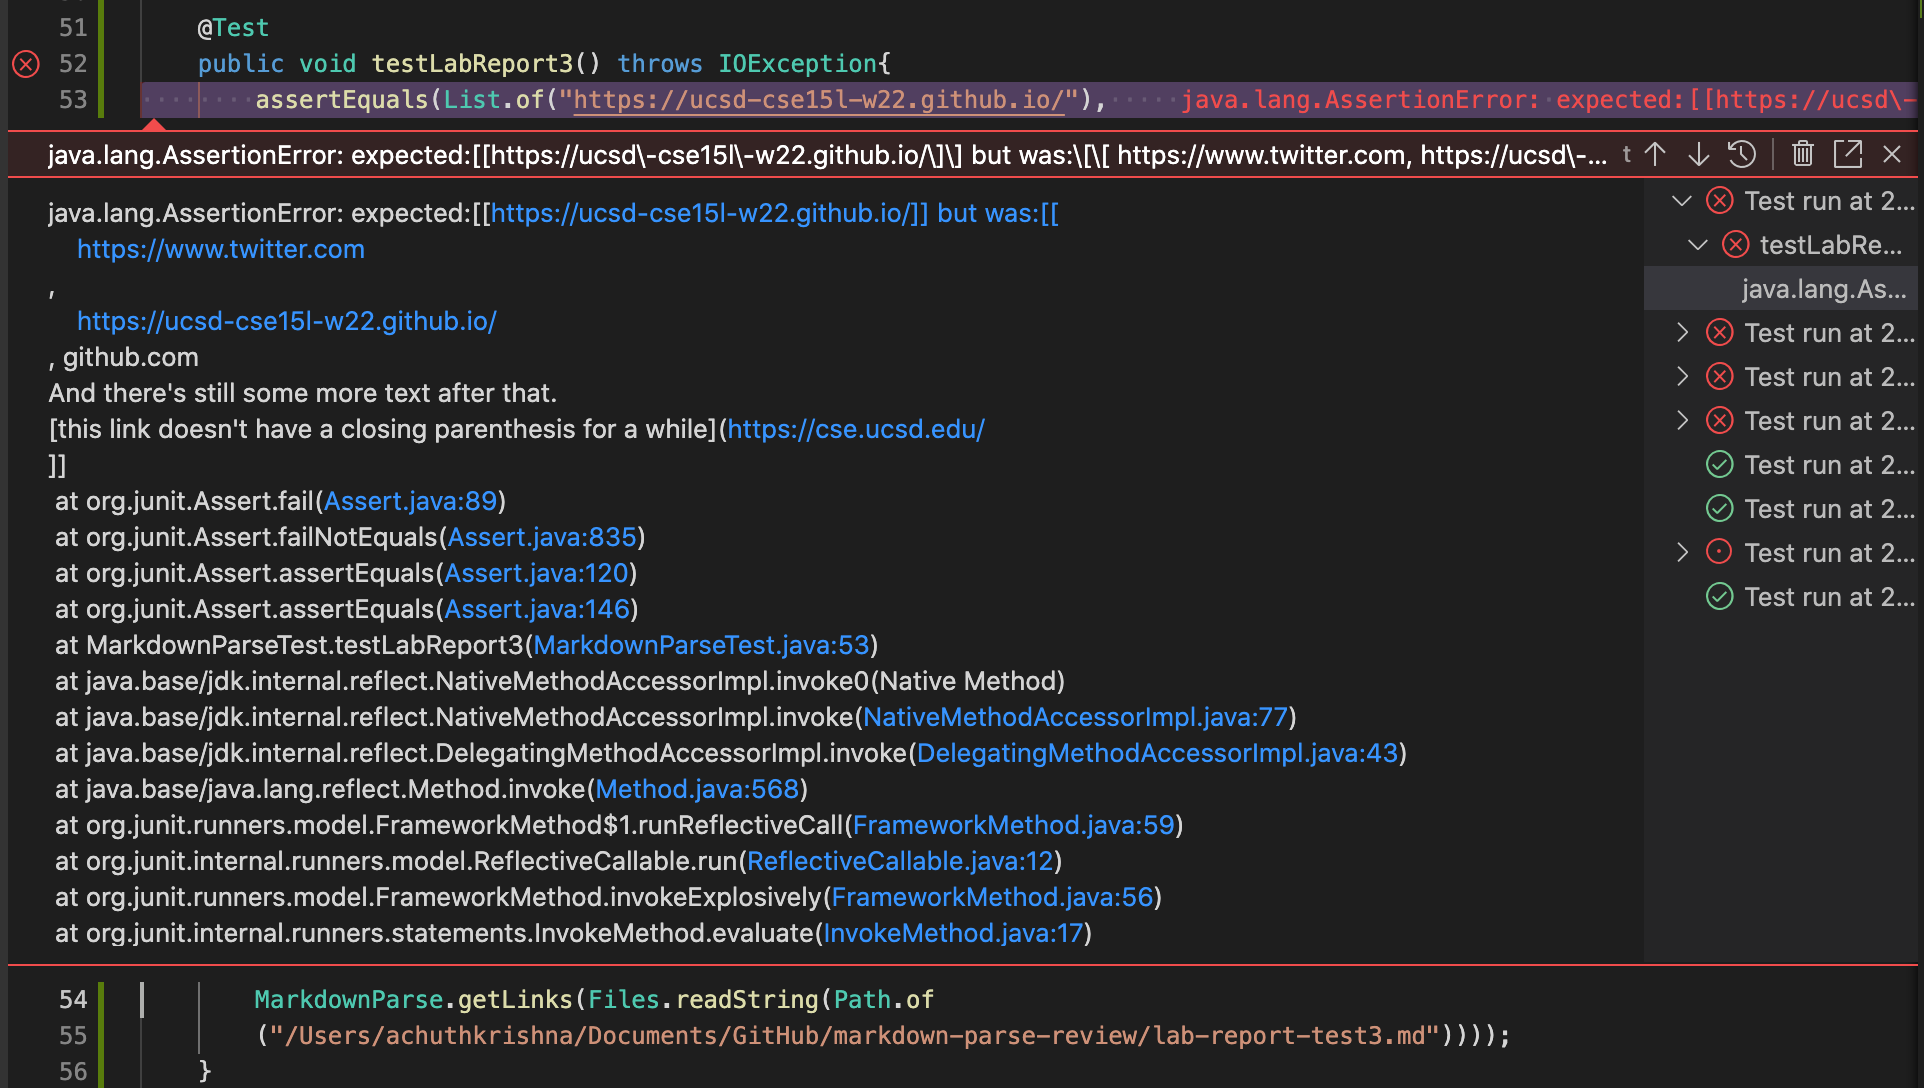 51 @Test
52 public void testLabReport3() throws IOException{
53 assertEquals(List.of("https://ucsd-cse15l-w22.github.io/"), java.lang.AssertionError: expected:[[https://ucsd\-
java.lang.AssertionError: expected:[[https://ucsd\-cse15l\-w22.github.io/\]\] but was:\[\[ https://www.twitter.com, https://ucsd\-... t
java.lang.AssertionError: expected:[[https://ucsd-cse15l-w22.github.io/]] but was:[[
https://www.twitter.com
,
https://ucsd-cse15l-w22.github.io/
, github.com
And there's still some more text after that.
[this link doesn't have a closing parenthesis for a while](https://cse.ucsd.edu/
]]
at org.junit.Assert.fail(Assert.java:89)
at org.junit.Assert.failNotEquals(Assert.java:835)
at org.junit.Assert.assertEquals(Assert.java:120)
at org.junit.Assert.assertEquals(Assert.java:146)
at MarkdownParseTest.testLabReport3(MarkdownParseTest.java:53)
at java.base/jdk.internal.reflect.NativeMethodAccessorImpl.invoke0(Native Method)
at java.base/jdk.internal.reflect.NativeMethodAccessorImpl.invoke(NativeMethodAccessorImpl.java:77)
at java.base/jdk.internal.reflect.DelegatingMethodAccessorImpl.invoke(DelegatingMethodAccessorImpl.java:43)
at java.base/java.lang.reflect.Method.invoke(Method.java:568)
at org.junit.runners.model.FrameworkMethod$1.runReflectiveCall(FrameworkMethod.java:59)
at org.junit.internal.runners.model.ReflectiveCallable.run(ReflectiveCallable.java:12)
at org.junit.runners.model.FrameworkMethod.invokeExplosively(FrameworkMethod.java:56)
at org.junit.internal.runners.statements.InvokeMethod.evaluate(InvokeMethod.java:17)
Test run at 2...
testLabRe...
java.lang.As...
Test run at 2...
Test run at 2...
Test run at 2...
Test run at 2...
Test run at 2...
Test run at 2...
Test run at 2...
54 MarkdownParse.getLinks(Files.readString(Path.of
55 ("/Users/achuthkrishna/Documents/GitHub/markdown-parse-review/lab-report-test3.md"))));
56 }